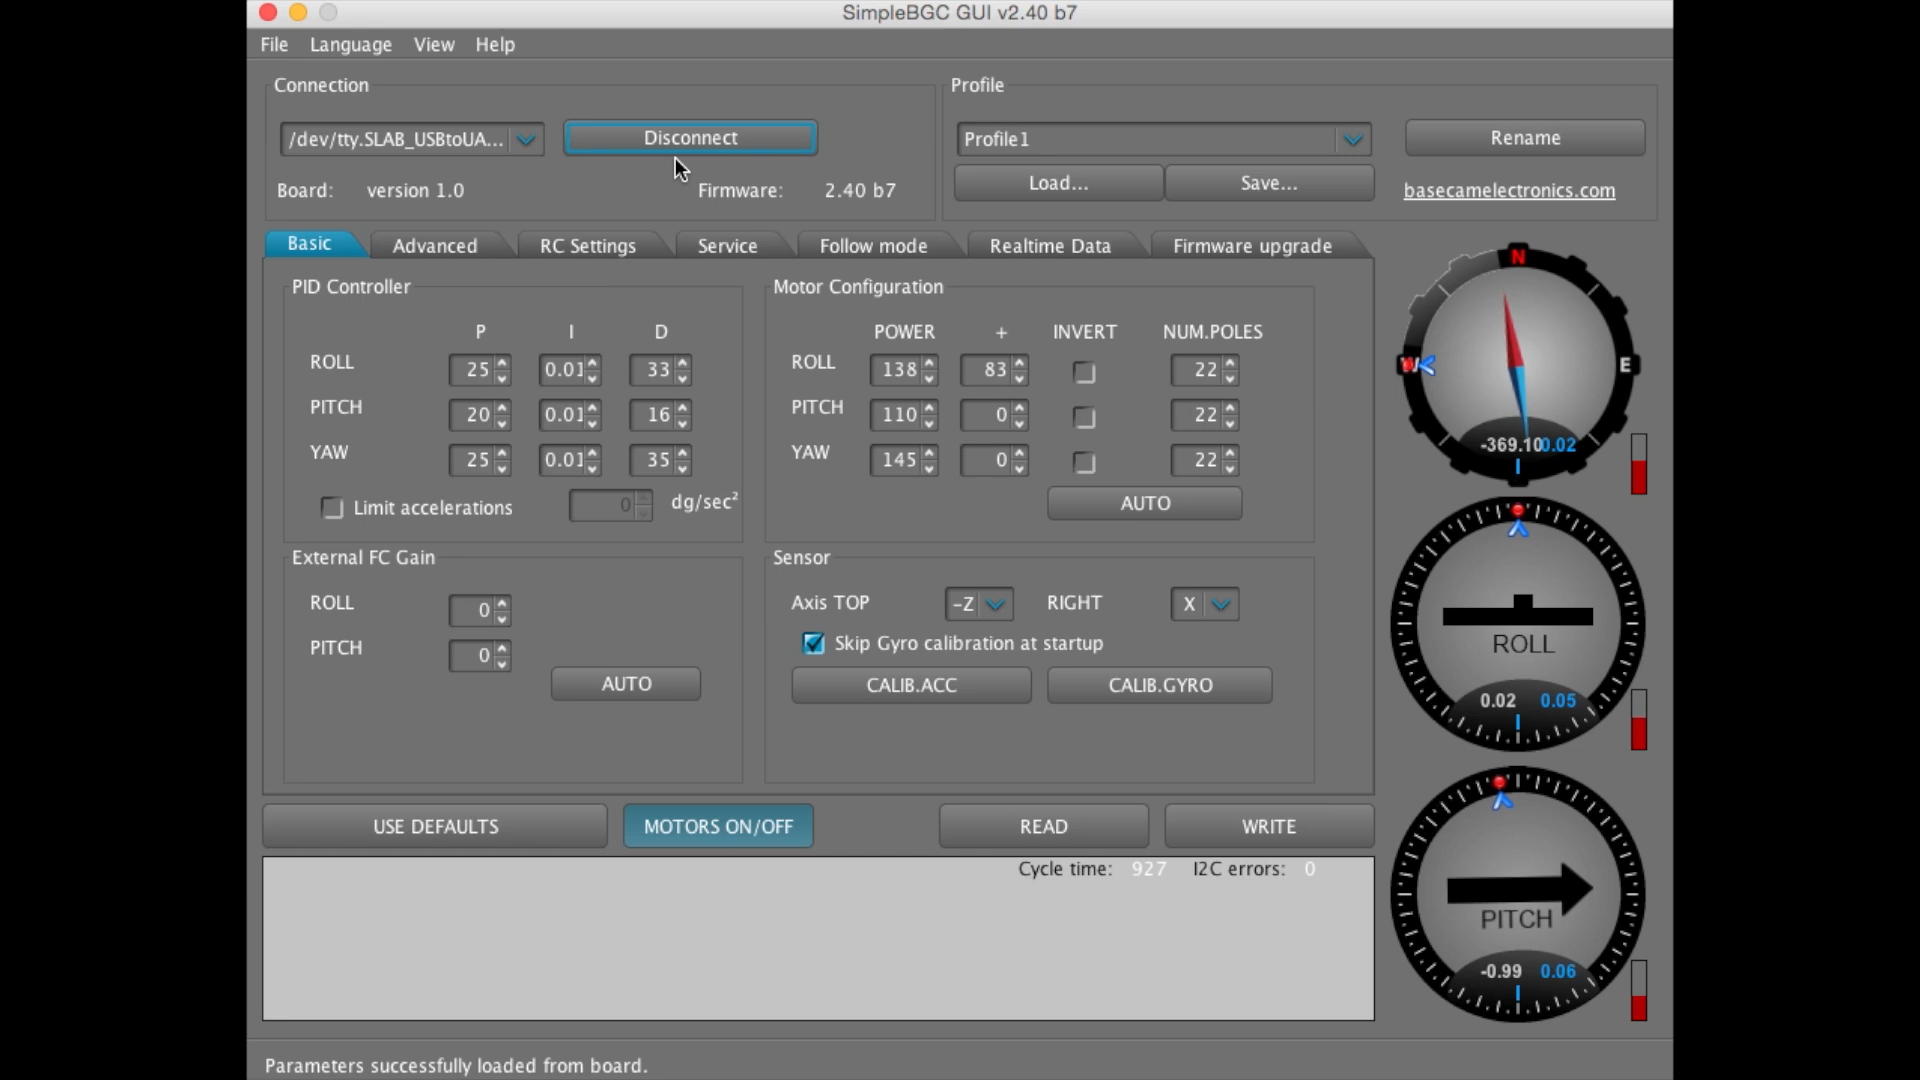 SimpleBGC GUI v2.40 b7
File Language View Help
Connection
Profile
/dev/tty.SLAB_USBtoUA...
Disconnect
Profile1
Rename
Load...
Save...
Board: version 1.0
Firmware: 2.40 b7
basecamelectronics.com
Basic
Advanced
RC Settings
Service
Follow mode
Realtime Data
Firmware upgrade
PID Controller
P I D
ROLL 25 0.01 33
PITCH 20 0.01 16
YAW 25 0.01 35
Limit accelerations 0 dg/sec²
Motor Configuration
POWER + INVERT NUM.POLES
ROLL 138 83 22
PITCH 110 0 22
YAW 145 0 22
AUTO
External FC Gain
ROLL 0
PITCH 0
AUTO
Sensor
Axis TOP -Z RIGHT X
Skip Gyro calibration at startup
CALIB.ACC
CALIB.GYRO
N
W
E
-369.10 0.02
ROLL
0.02 0.05
PITCH
-0.99 0.06
USE DEFAULTS
MOTORS ON/OFF
READ
WRITE
Cycle time: 927 I2C errors: 0
Parameters successfully loaded from board.